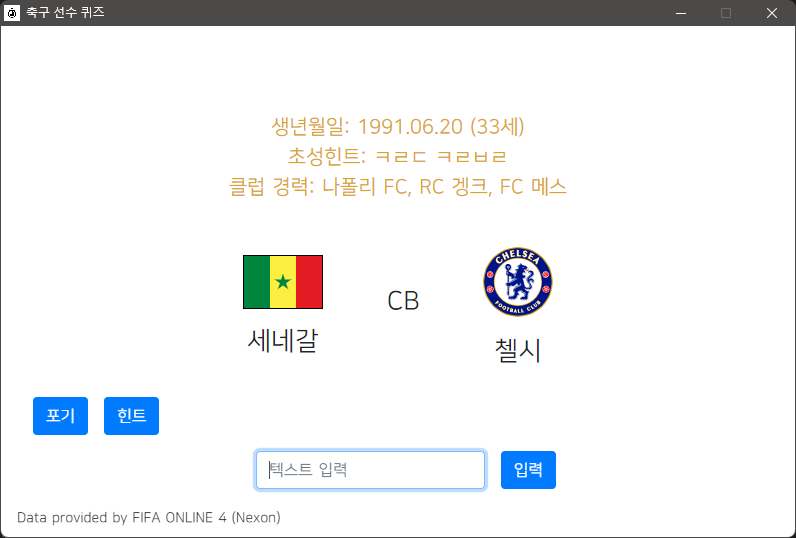 축구 선수 퀴즈
생년월일: 1991.06.20 (33세)
초성힌트: ㅋㄹㄷ ㅋㄹㅂㄹ
클럽 경력: 나폴리 FC, RC 겡크, FC 메스
CHELSEA
FOOTBALL CLUB
CB
세네갈
첼시
포기
힌트
텍스트 입력
입력
Data provided by FIFA ONLINE 4 (Nexon)